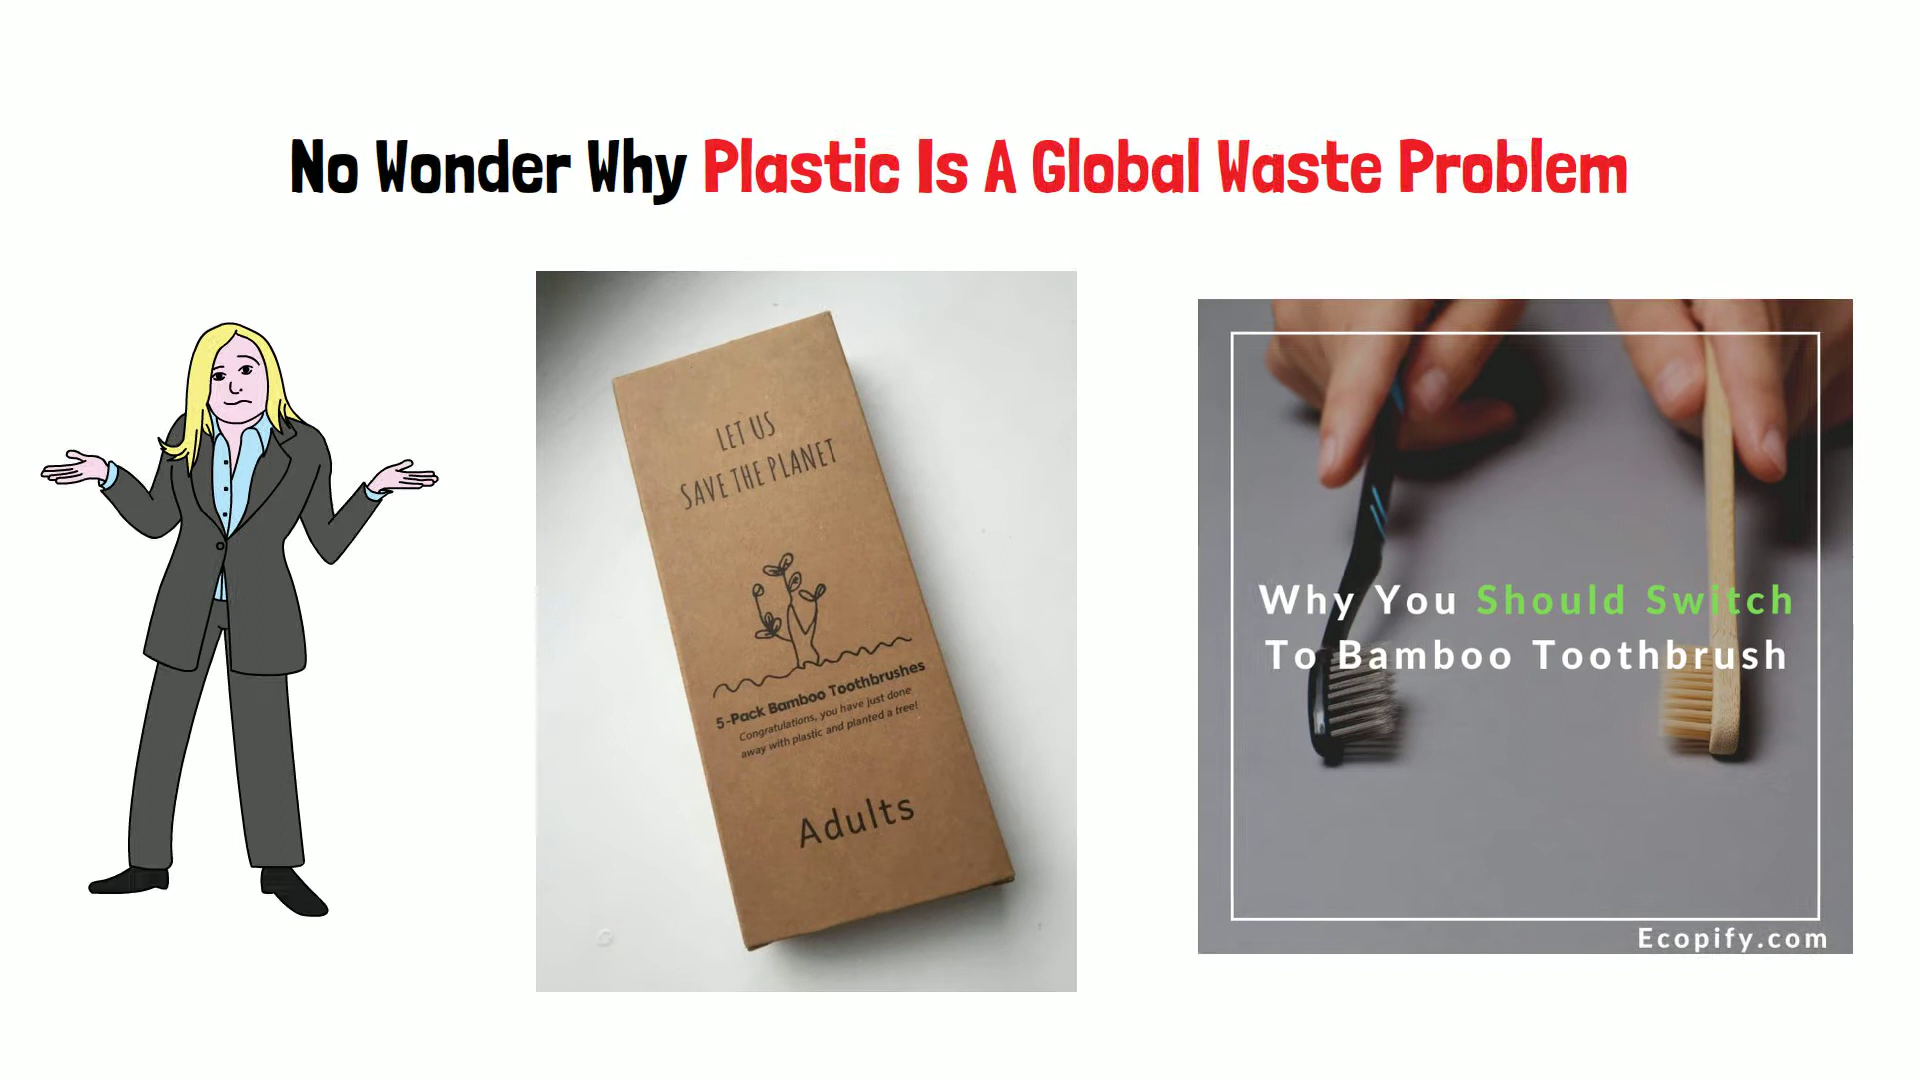 No Wonder Why Plastic Is A Global Waste Problem
LET US
SAVE THE PLANET
5-Pack Bamboo Toothbrushes
Congratulations, you have just done
away with plastic and planted a tree!
Adults
Why You Should Switch
To Bamboo Toothbrush
Ecopify.com